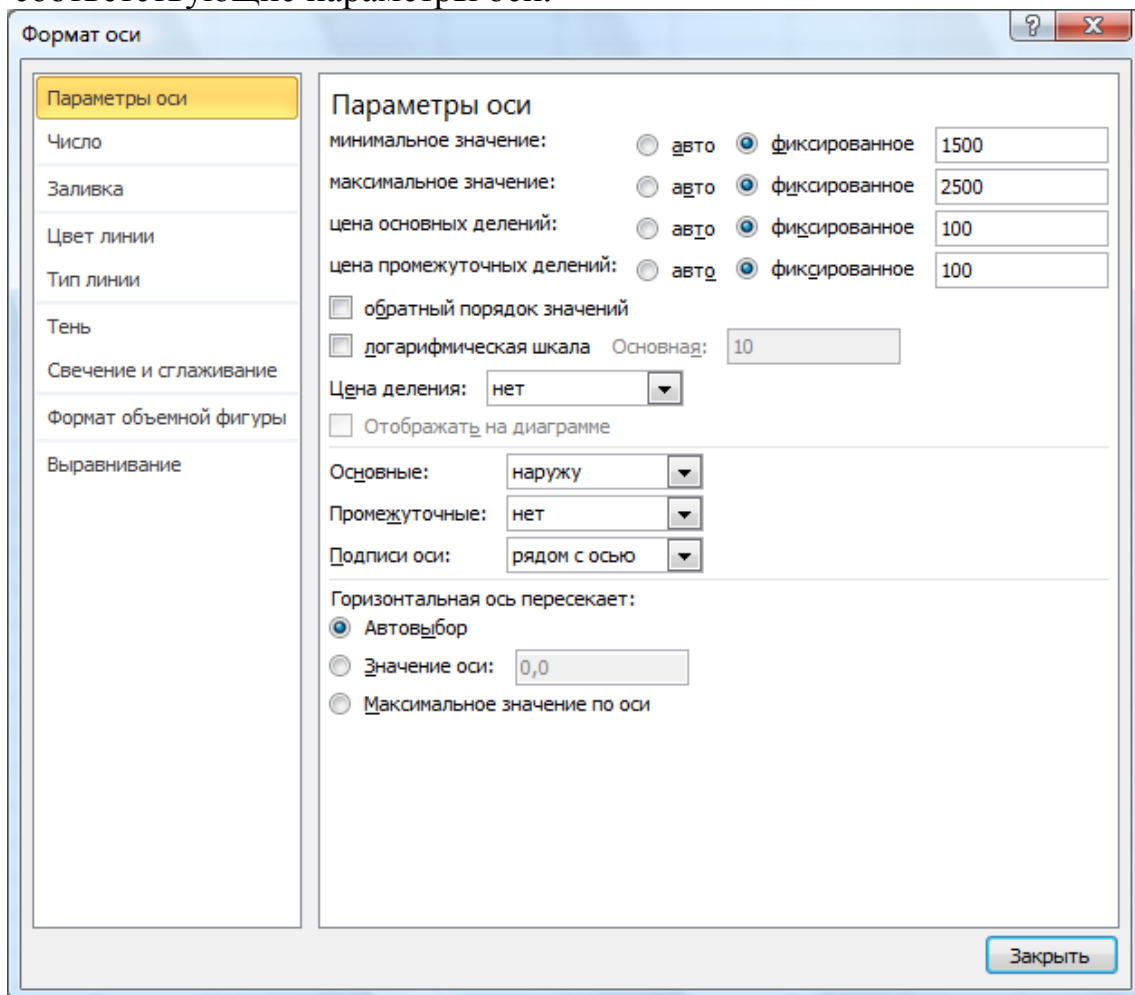 соответствующие параметры оси.
Формат оси
Параметры оси
Число
Заливка
Цвет линии
Тип линии
Тень
Свечение и сглаживание
Формат объемной фигуры
Выравнивание
Параметры оси
минимальное значение: авто фиксированное 1500
максимальное значение: авто фиксированное 2500
цена основных делений: авто фиксированное 100
цена промежуточных делений: авто фиксированное 100
обратный порядок значений
логарифмическая шкала Основная: 10
Цена деления: нет
Отображать на диаграмме
Основные: наружу
Промежуточные: нет
Подписи оси: рядом с осью
Горизонтальная ось пересекает:
Автовыбор
Значение оси: 0,0
Максимальное значение по оси
Закрыть